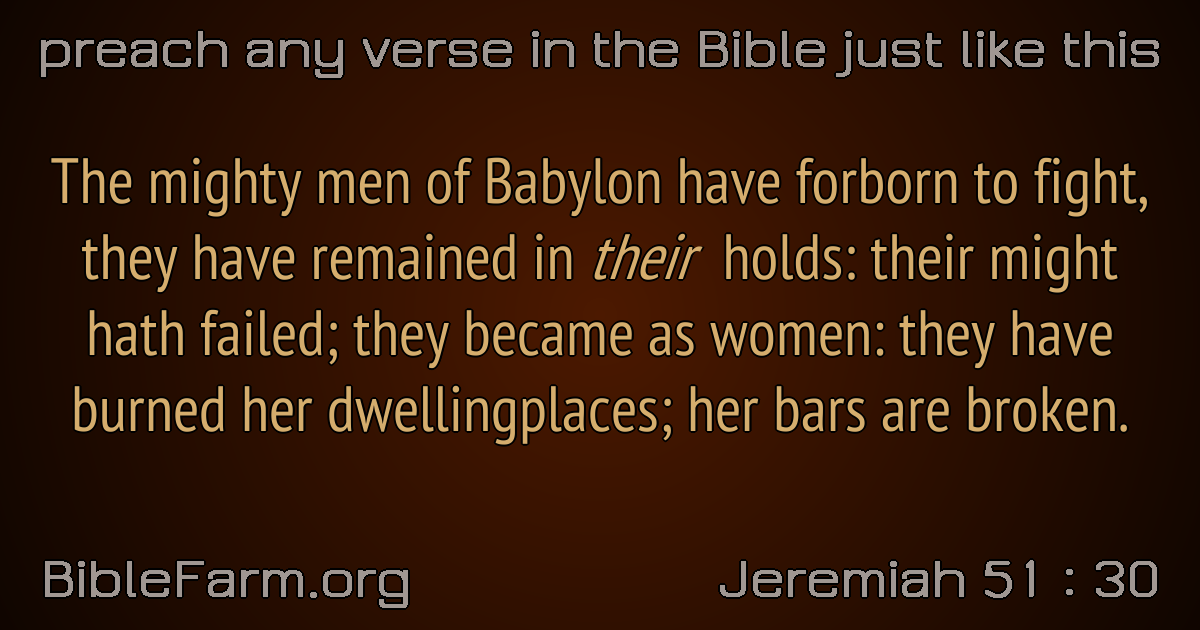 preach any verse in the Bible just like this
The mighty men of Babylon have forborn to fight,
they have remained in their holds: their might
hath failed; they became as women: they have
burned her dwellingplaces; her bars are broken.
BibleFarm.org
Jeremiah 51 : 30